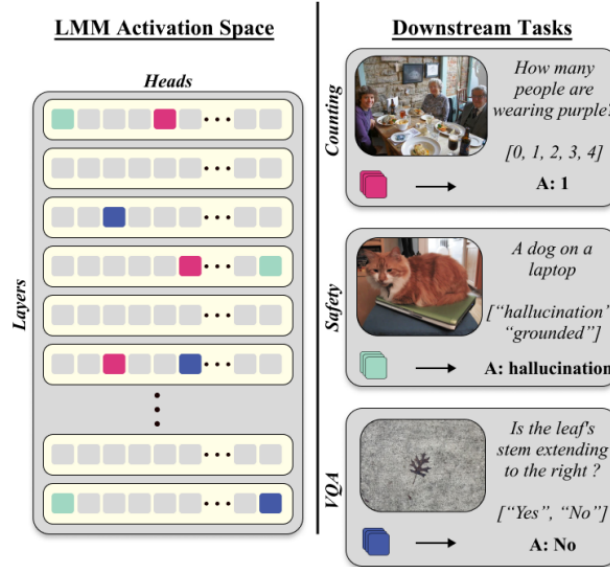 LMM Activation Space
Heads
Layers
Downstream Tasks
Counting
How many
people are
wearing purple?
[0, 1, 2, 3, 4]
A: 1
Safety
A dog on a
laptop
["hallucination"
"grounded"]
A: hallucination
VQA
Is the leaf's
stem extending
to the right ?
["Yes", "No"]
A: No